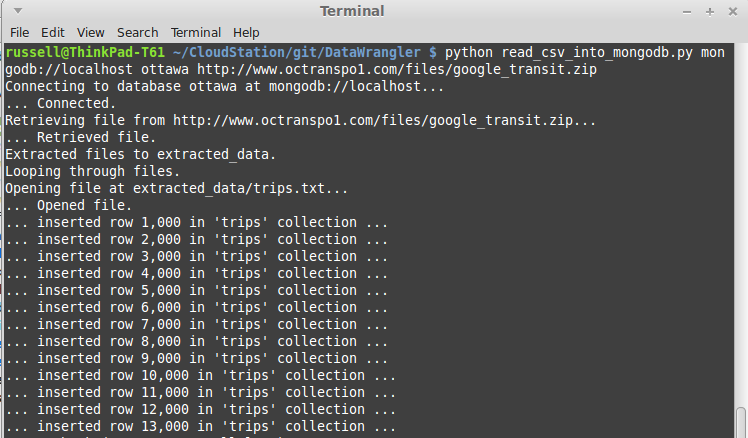 Terminal
File Edit View Search Terminal Help
russell@ThinkPad-T61 ~/CloudStation/git/DataWrangler $ python read_csv_into_mongodb.py mon
godb://localhost ottawa http://www.octranspo1.com/files/google_transit.zip
Connecting to database ottawa at mongodb://localhost...
... Connected.
Retrieving file from http://www.octranspo1.com/files/google_transit.zip...
... Retrieved file.
Extracted files to extracted_data.
Looping through files.
Opening file at extracted_data/trips.txt...
... Opened file.
... inserted row 1,000 in 'trips' collection ...
... inserted row 2,000 in 'trips' collection ...
... inserted row 3,000 in 'trips' collection ...
... inserted row 4,000 in 'trips' collection ...
... inserted row 5,000 in 'trips' collection ...
... inserted row 6,000 in 'trips' collection ...
... inserted row 7,000 in 'trips' collection ...
... inserted row 8,000 in 'trips' collection ...
... inserted row 9,000 in 'trips' collection ...
... inserted row 10,000 in 'trips' collection ...
... inserted row 11,000 in 'trips' collection ...
... inserted row 12,000 in 'trips' collection ...
... inserted row 13,000 in 'trips' collection ...